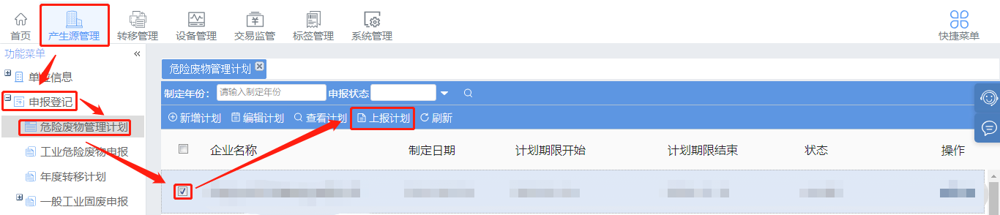 首页 产生源管理 转移管理 设备管理 交易监管 标签管理 系统管理 快捷菜单
功能菜单 «
单位信息
申报登记
危险废物管理计划
工业危险废物申报
年度转移计划
一般工业固废申报
危险废物管理计划
制定年份: 请输入制定年份 申报状态
新增计划 编辑计划 查看计划 上报计划 刷新
企业名称 制定日期 计划期限开始 计划期限结束 状态 操作